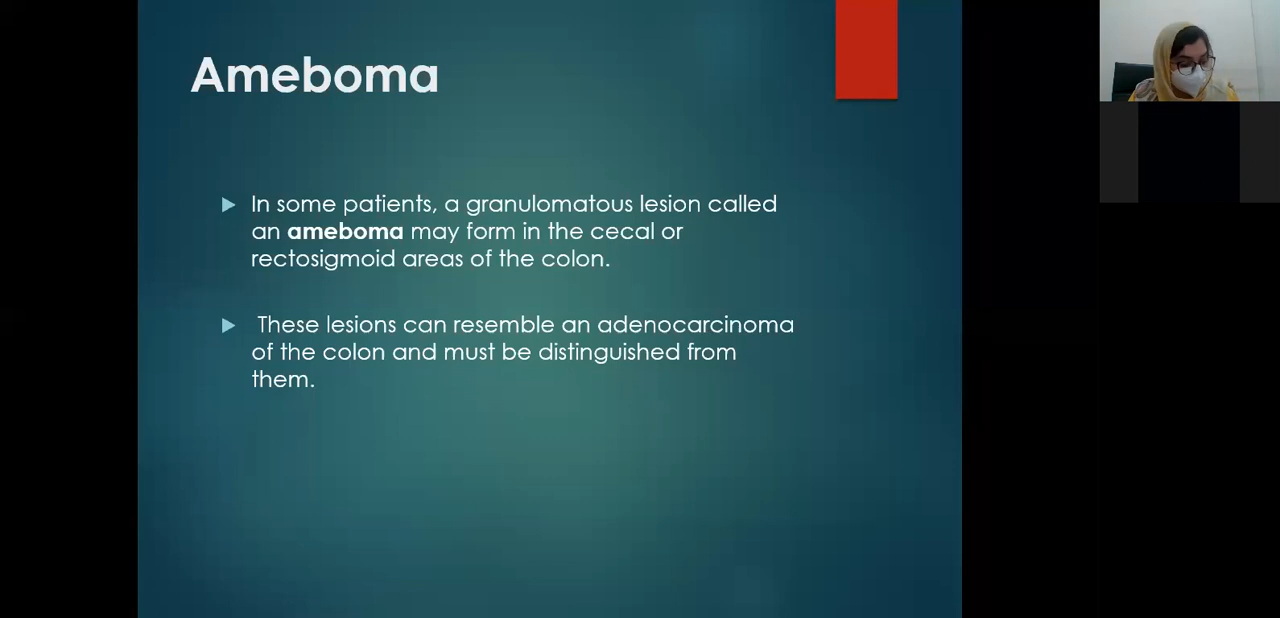 Ameboma
In some patients, a granulomatous lesion called
an ameboma may form in the cecal or
rectosigmoid areas of the colon.
These lesions can resemble an adenocarcinoma
of the colon and must be distinguished from
them.